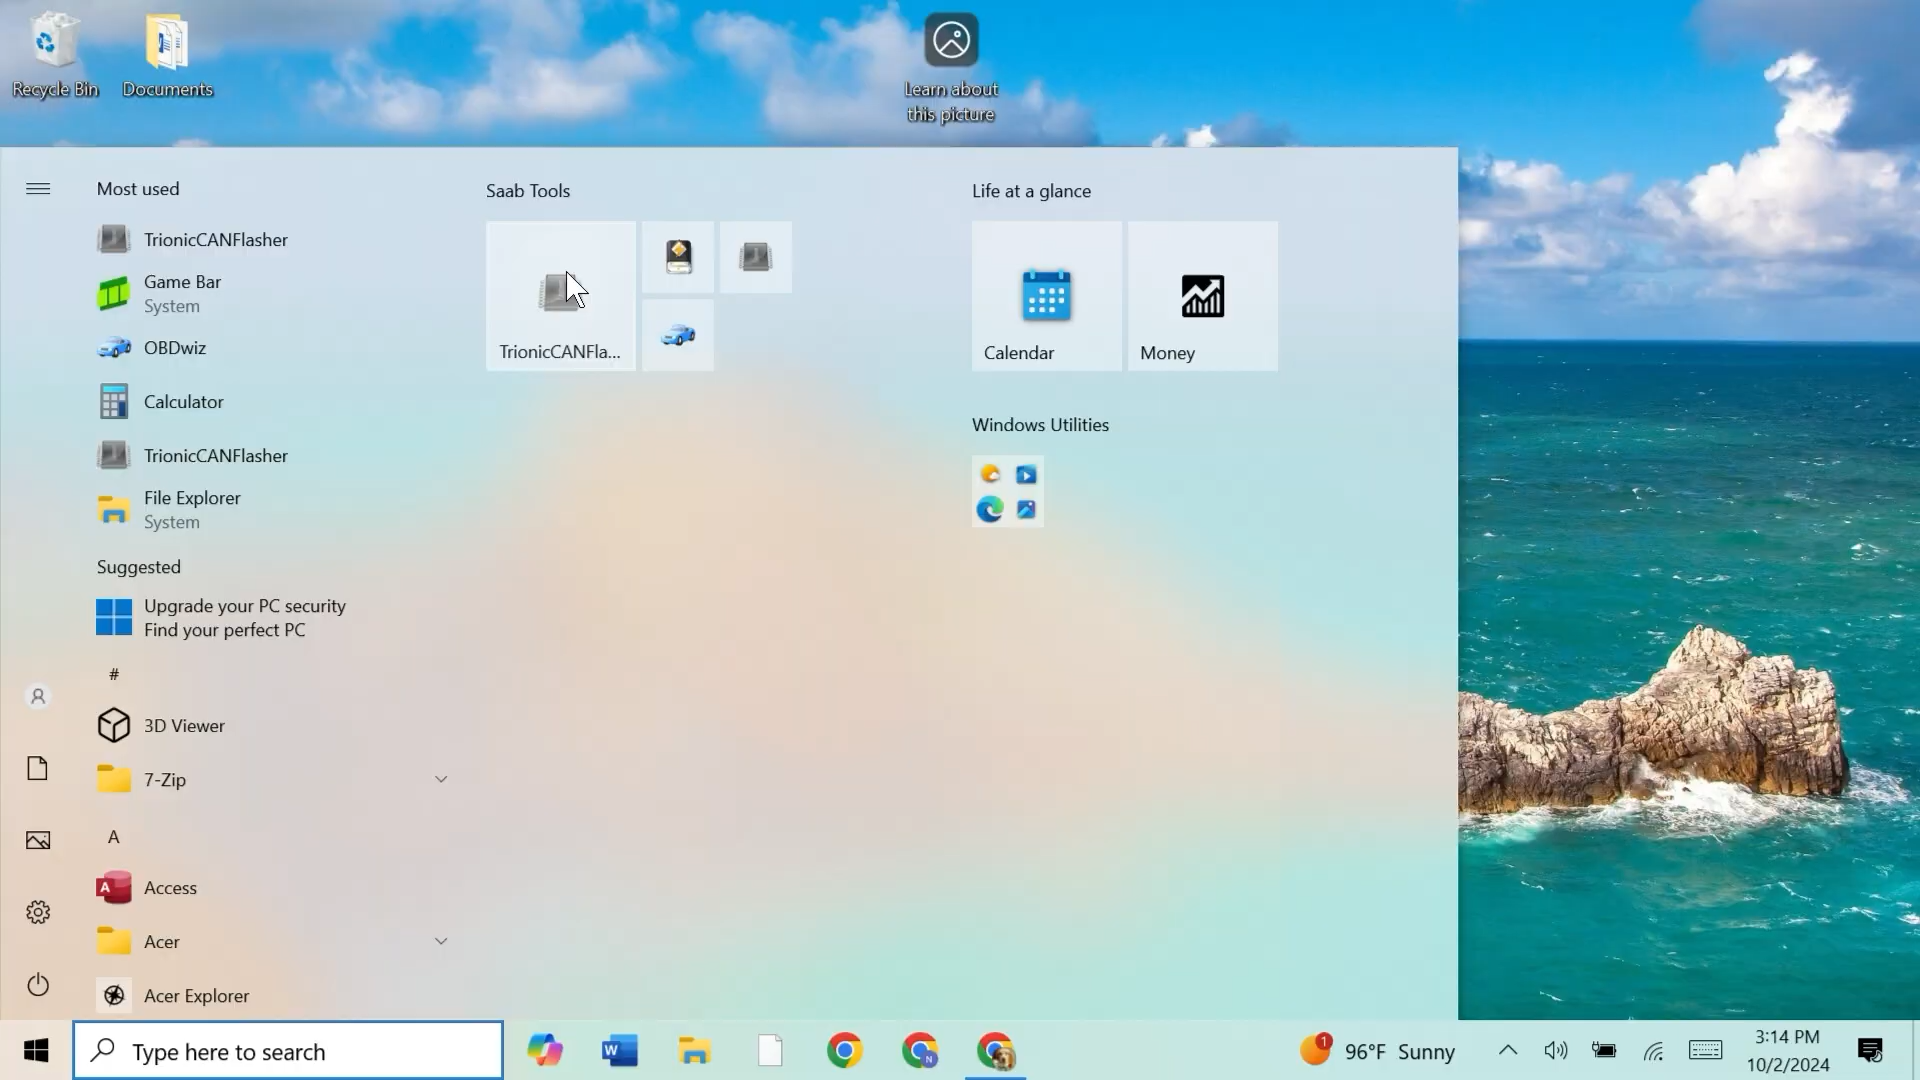 Recycle Bin
Documents
Learn about
this picture
Most used
TrionicCANFlasher
Game Bar
System
OBDwiz
Calculator
TrionicCANFlasher
File Explorer
System
Suggested
Upgrade your PC security
Find your perfect PC
#
3D Viewer
7-Zip
A
A
Access
Acer
Acer Explorer
Saab Tools
TrionicCANFla...
Life at a glance
Calendar
Money
Windows Utilities
Type here to search
W
N
1
96°F Sunny
3:14 PM
10/2/2024